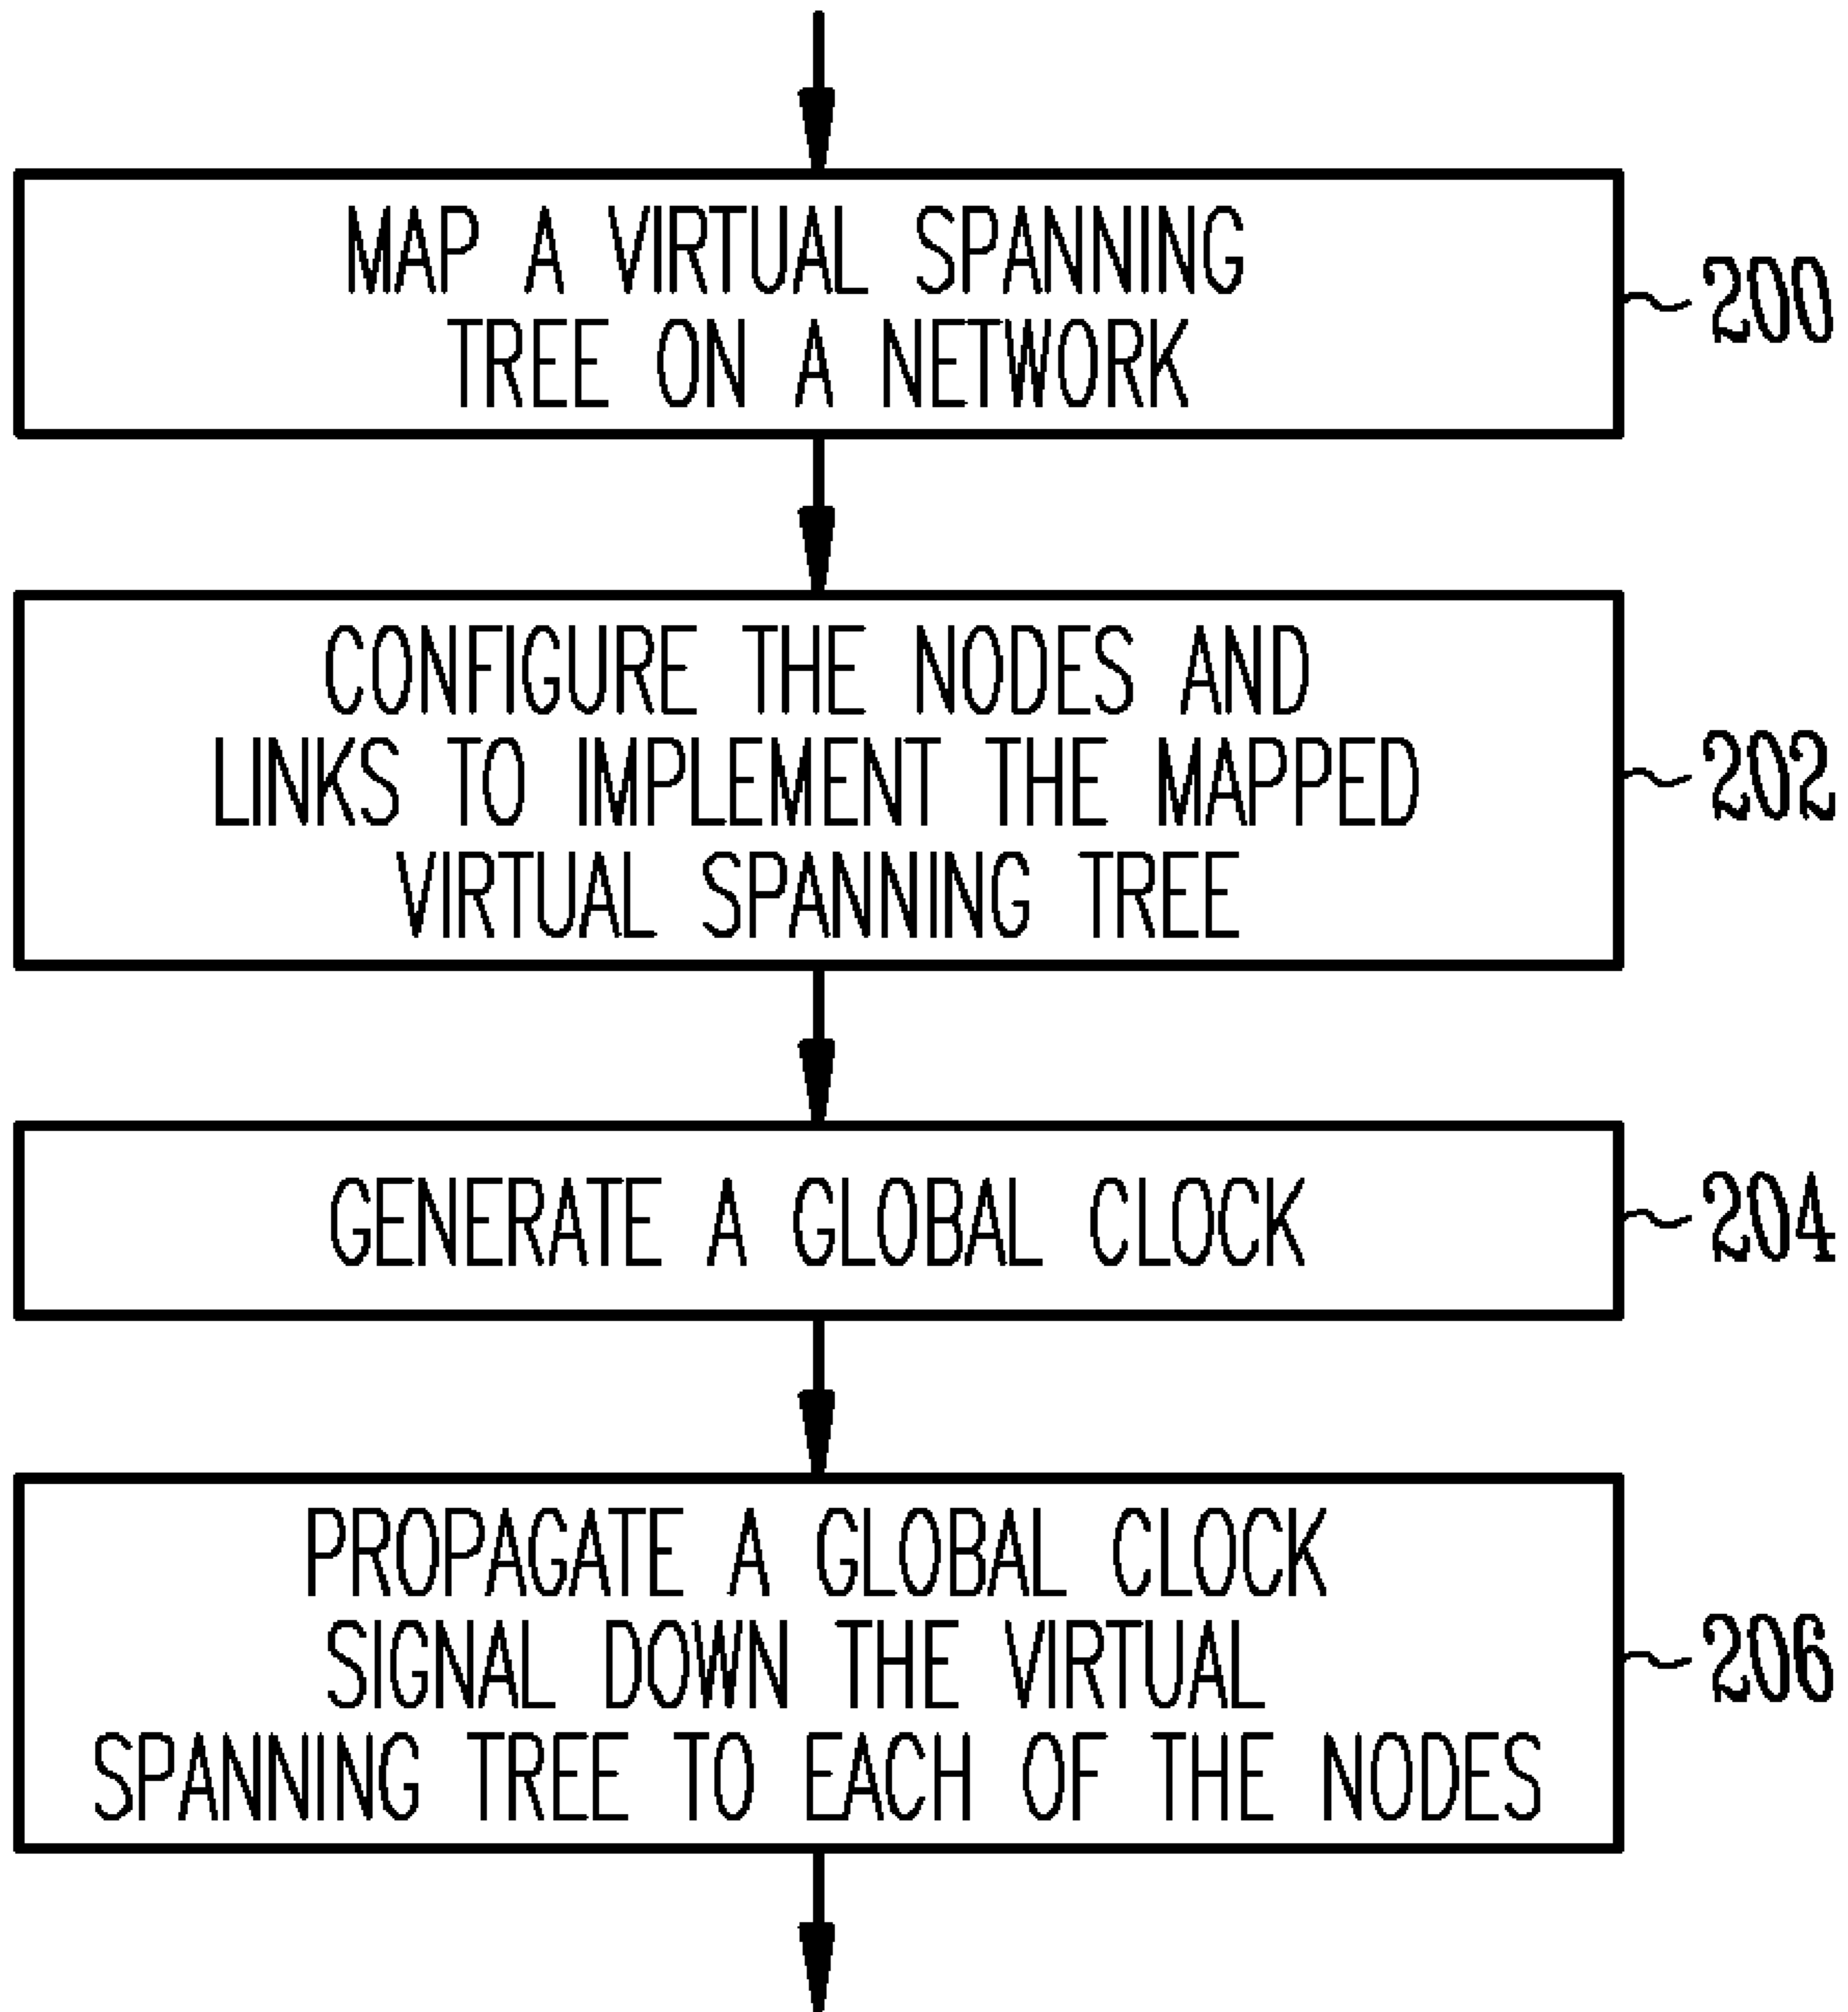 MAP A VIRTUAL SPANNING
TREE ON A NETWORK
200
CONFIGURE THE NODES AND
LINKS TO IMPLEMENT THE MAPPED
VIRTUAL SPANNING TREE
202
GENERATE A GLOBAL CLOCK
204
PROPAGATE A GLOBAL CLOCK
SIGNAL DOWN THE VIRTUAL
SPANNING TREE TO EACH OF THE NODES
206